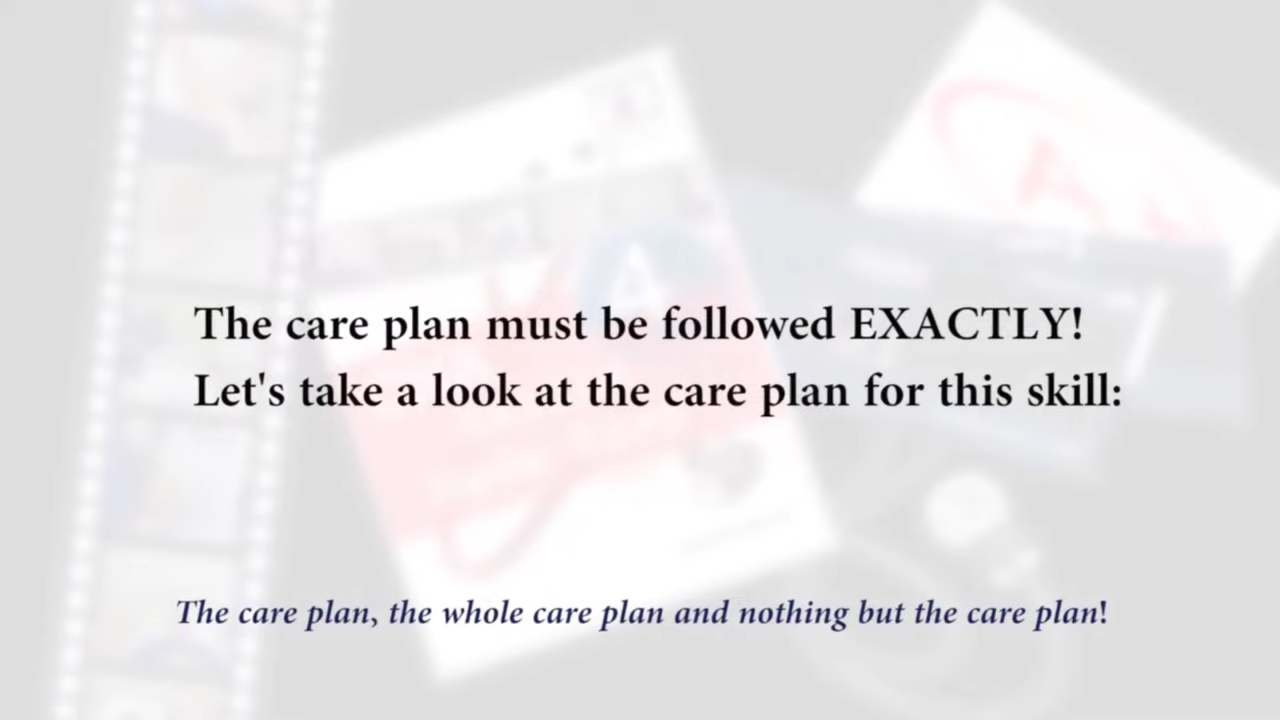 The care plan must be followed EXACTLY!
Let's take a look at the care plan for this skill:
The care plan, the whole care plan and nothing but the care plan!